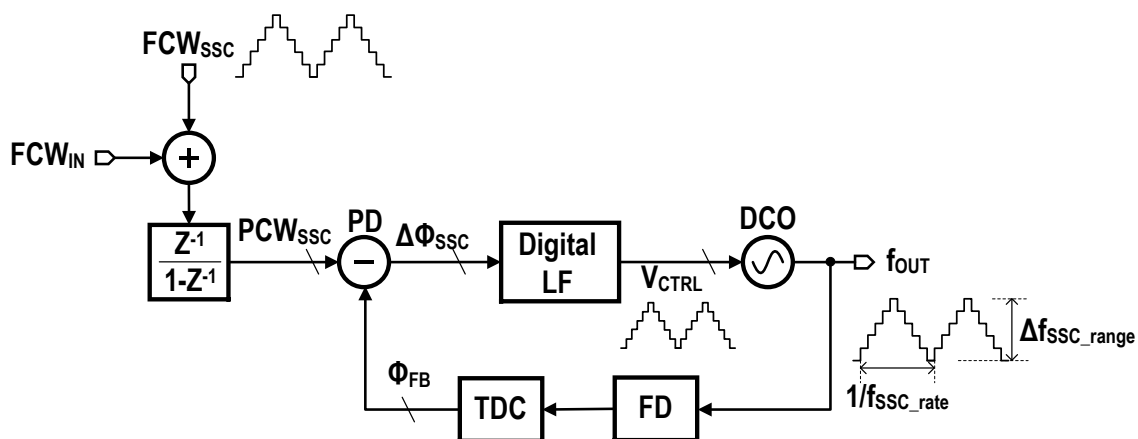 FCWSSC
FCWIN
+
Z-1
1-Z-1
PCWSSC
PD
−
ΔΦSSC
Digital
LF
VCTRL
DCO
fOUT
ΔfSSC_range
1/fSSC_rate
ΦFB
TDC
FD